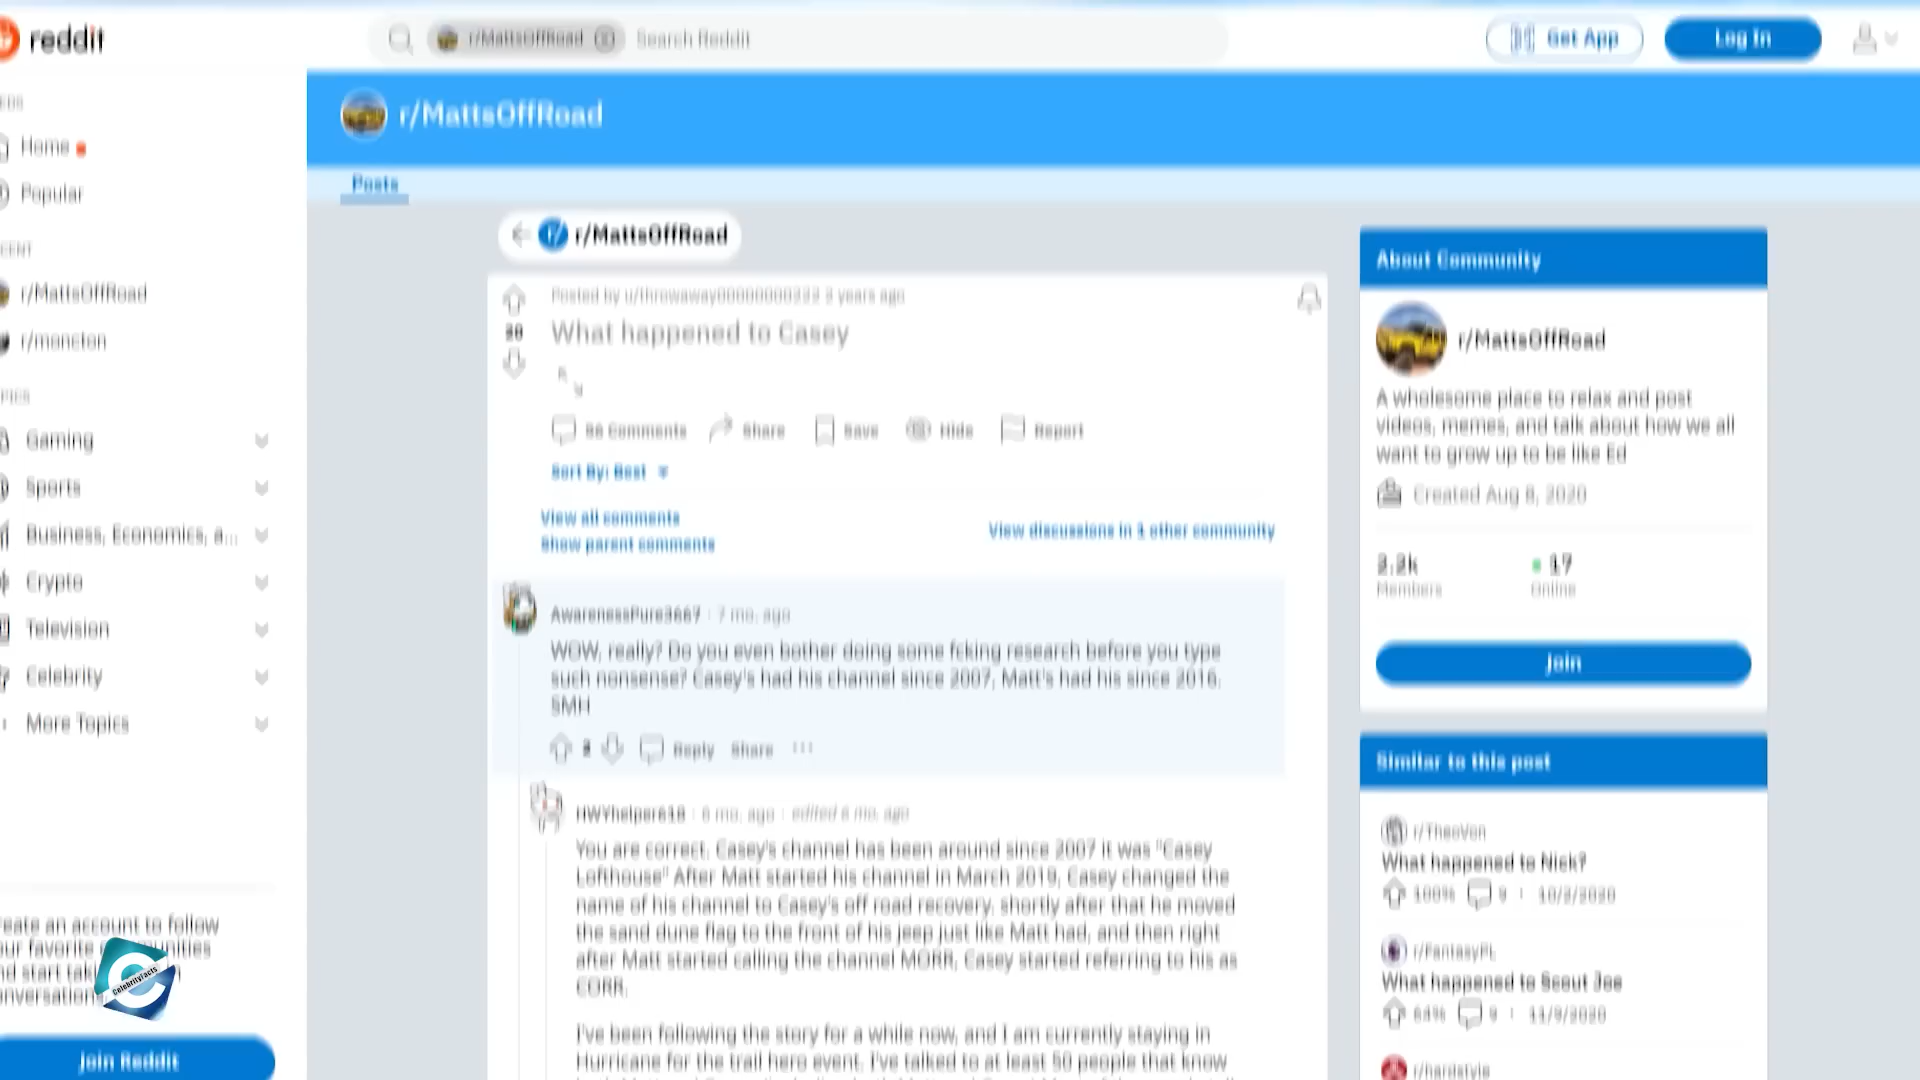 reddit
r/MattsOffRoad
Search Reddit
Get App
Log In
r/MattsOffRoad
Home
Popular
Posts
r/MattsOffRoad
r/MattsOffRoad
r/moncton
Gaming
Sports
Business, Economics, a...
Crypto
Television
Celebrity
More Topics
reate an account to follow
our favorite
nd start
onversation
CelebrityFacts
Join Reddit
Posted by 3 years ago
What happened to Casey
Comments
Share
Save
Hide
Report
Sort By: Best
View all comments
View discussions in 1 other community
Show parent comments
AwarenessPure3667 · 7 mo. ago
WOW, really? Do you even bother doing some fcking research before you type
such nonsense? Casey's had his channel since 2007, Matt's had his since 2016.
SMH
Reply Share
HWYhelper618 · 6 mo. ago · edited 6 mo. ago
You are correct. Casey's channel has been around since 2007 it was "Casey
Lofthouse" After Matt started his channel in March 2019, Casey changed the
name of his channel to Casey's off road recovery, shortly after that he moved
the sand dune flag to the front of his jeep just like Matt had, and then right
after Matt started calling the channel MORR, Casey started referring to his as
CORR.
I've been following the story for a while now, and I am currently staying in
Hurricane for the trail hero event. I've talked to at least 50 people that know
About Community
r/MattsOffRoad
A wholesome place to relax and post
videos, memes, and talk about how we all
want to grow up to be like Ed
Created Aug 8, 2020
Members
17
Online
Join
Similar to this post
r/TheoVon
What happened to Nick?
100% 9 · 10/2/2020
r/FantasyPL
What happened to Scout Joe
64% 9 · 11/9/2020
r/hardstyle